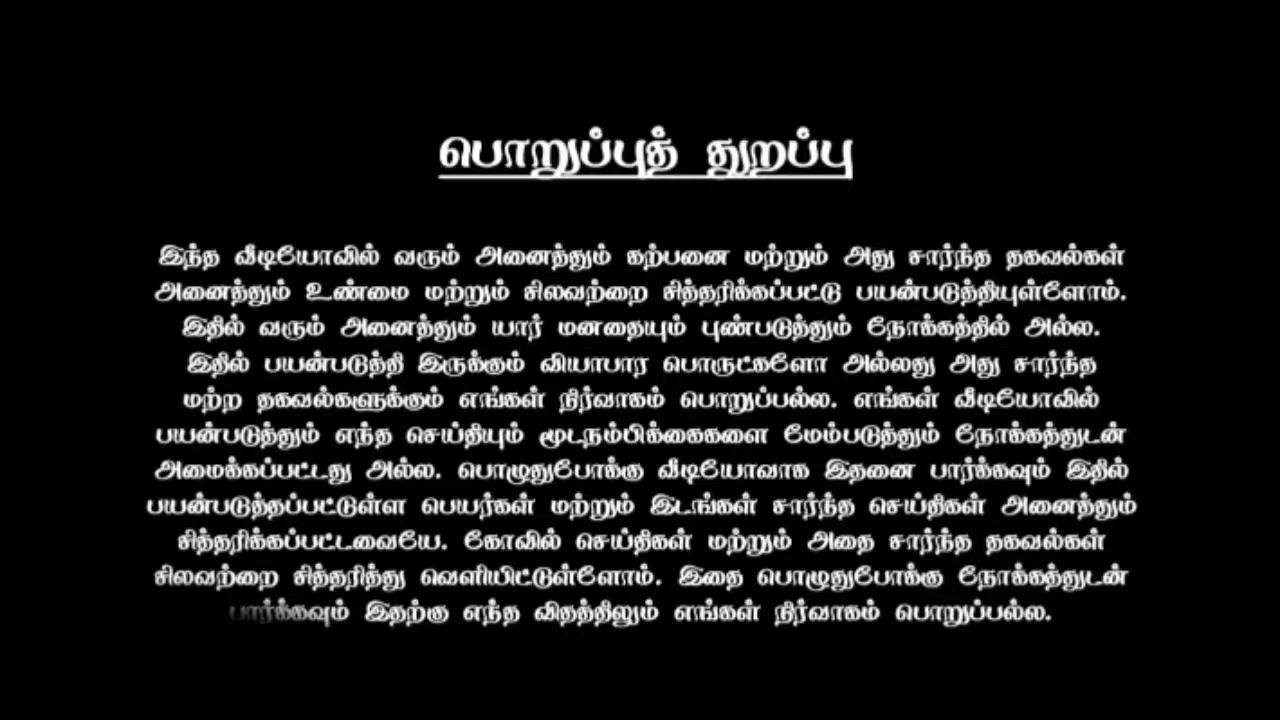 பொறுப்புத் துறப்பு
இந்த வீடியோவில் வரும் அனைத்தும் கற்பனை மற்றும் அது சார்ந்த தகவல்கள்
அனைத்தும் உண்மை மற்றும் சிலவற்றை சித்தரிக்கப்பட்டு பயன்படுத்தியுள்ளோம்.
இதில் வரும் அனைத்தும் யார் மனதையும் புண்படுத்தும் நோக்கத்தில் அல்ல.
இதில் பயன்படுத்தி இருக்கும் வியாபார பொருட்களோ அல்லது அது சார்ந்த
மற்ற தகவல்களுக்கும் எங்கள் நிர்வாகம் பொறுப்பல்ல. எங்கள் வீடியோவில்
பயன்படுத்தும் எந்த செய்தியும் மூடநம்பிக்கைகளை மேம்படுத்தும் நோக்கத்துடன்
அமைக்கப்பட்டது அல்ல. பொழுதுபோக்கு வீடியோவாக இதனை பார்க்கவும் இதில்
பயன்படுத்தப்பட்டுள்ள பெயர்கள் மற்றும் இடங்கள் சார்ந்த செய்திகள் அனைத்தும்
சித்தரிக்கப்பட்டவையே. கோவில் செய்திகள் மற்றும் அதை சார்ந்த தகவல்கள்
சிலவற்றை சித்தரித்து வெளியிட்டுள்ளோம். இதை பொழுதுபோக்கு நோக்கத்துடன்
பார்க்கவும் இதற்கு எந்த விதத்திலும் எங்கள் நிர்வாகம் பொறுப்பல்ல.